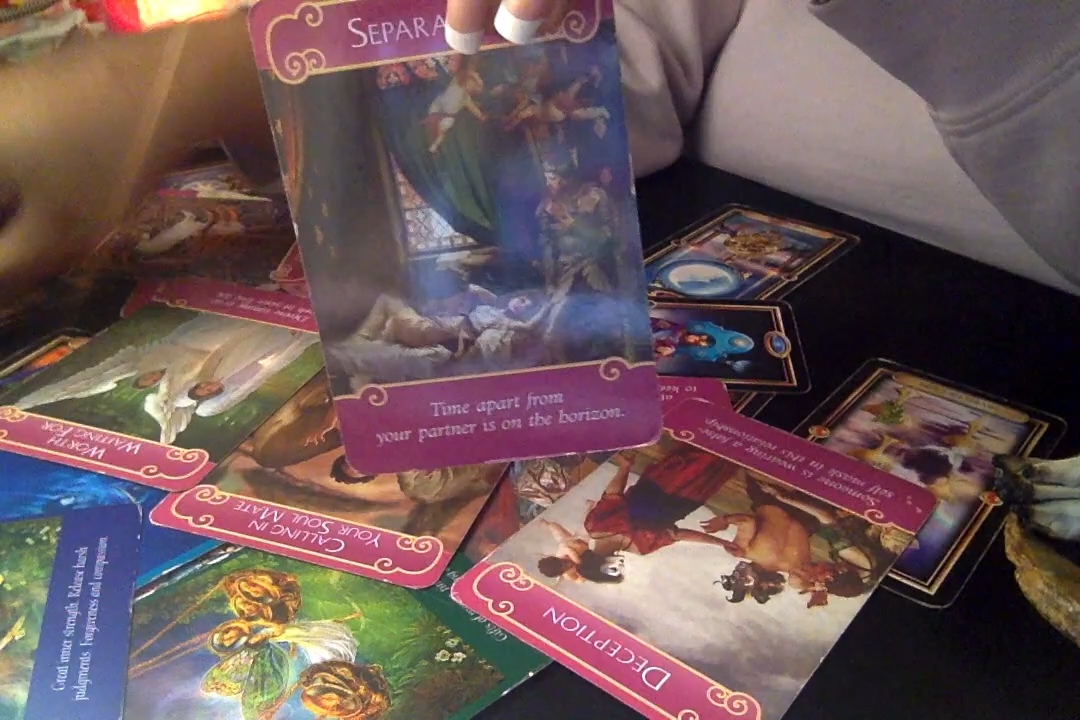 SEPARA
Time apart from
your partner is on the horizon.
WORTH
WAITING FOR
CALLING IN
YOUR SOUL MATE
Someone is wearing a false-
self mask in this relationship.
DECEPTION
Great inner strength. Release harsh
judgments. Forgiveness and compassion.